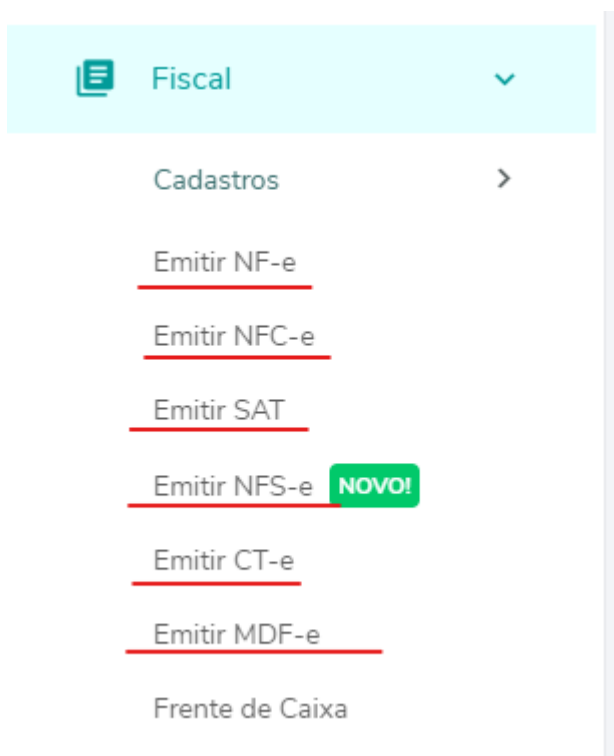 Fiscal
Cadastros
Emitir NF-e
Emitir NFC-e
Emitir SAT
Emitir NFS-e NOVO!
Emitir CT-e
Emitir MDF-e
Frente de Caixa